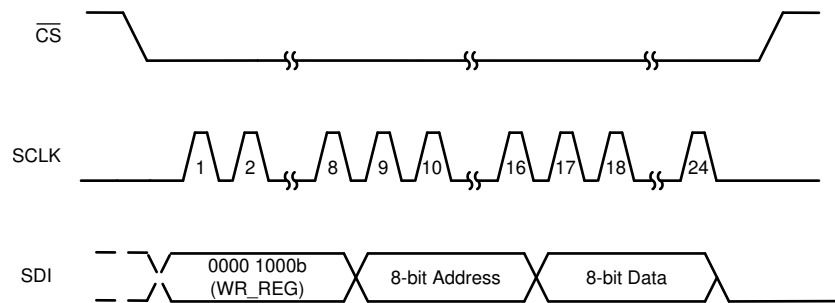 CS
SCLK
1 2 8 9 10 16 17 18 24
SDI
0000 1000b
(WR_REG)
8-bit Address
8-bit Data